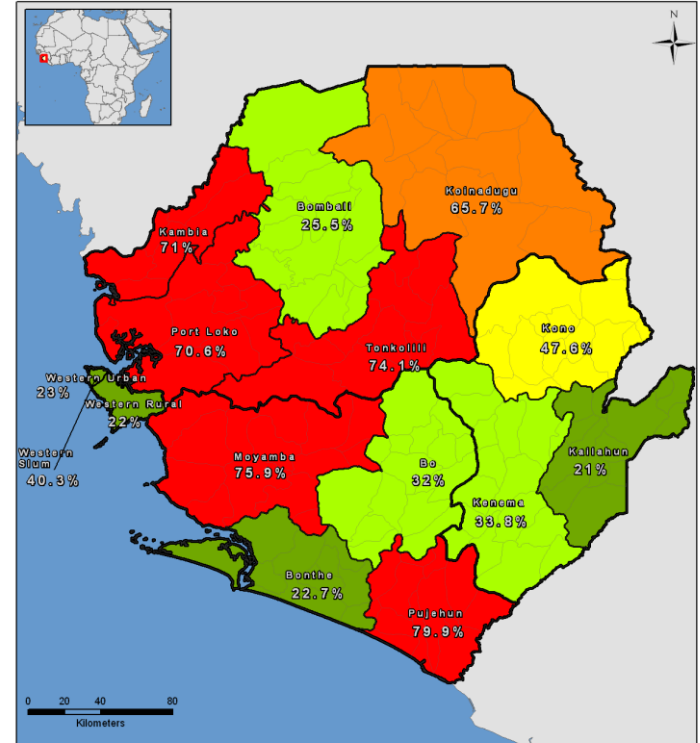 N
Koinadugu
65.7%
Bombali
25.5%
Kambia
71%
Port Loko
70.6%
Tonkolili
74.1%
Kono
47.6%
Western Urban
23%
Western Rural
22%
Western
Slum
40.3%
Moyamba
75.9%
Bo
32%
Kenema
33.8%
Kailahun
21%
Bonthe
22.7%
Pujehun
79.9%
0 20 40 80
Kilometers